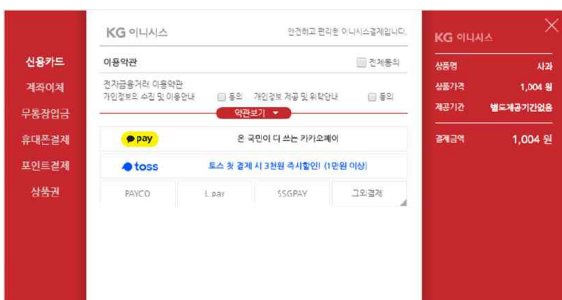 신용카드
계좌이체
무통장입금
휴대폰결제
포인트결제
상품권
KG 이니시스
안전하고 편리한 이니시스결제입니다.
이용약관
전체동의
전자금융거래 이용약관
개인정보의 수집 및 이용안내 동의 개인정보 제공 및 위탁안내 동의
약관보기
pay 온 국민이 다 쓰는 카카오페이
toss 토스 첫 결제 시 3천원 즉시할인! (1만원 이상)
PAYCO L.pay SSGPAY 그외결제
KG 이니시스
상품명 사과
상품가격 1,004 원
제공기간 별도제공기간없음
결제금액 1,004 원